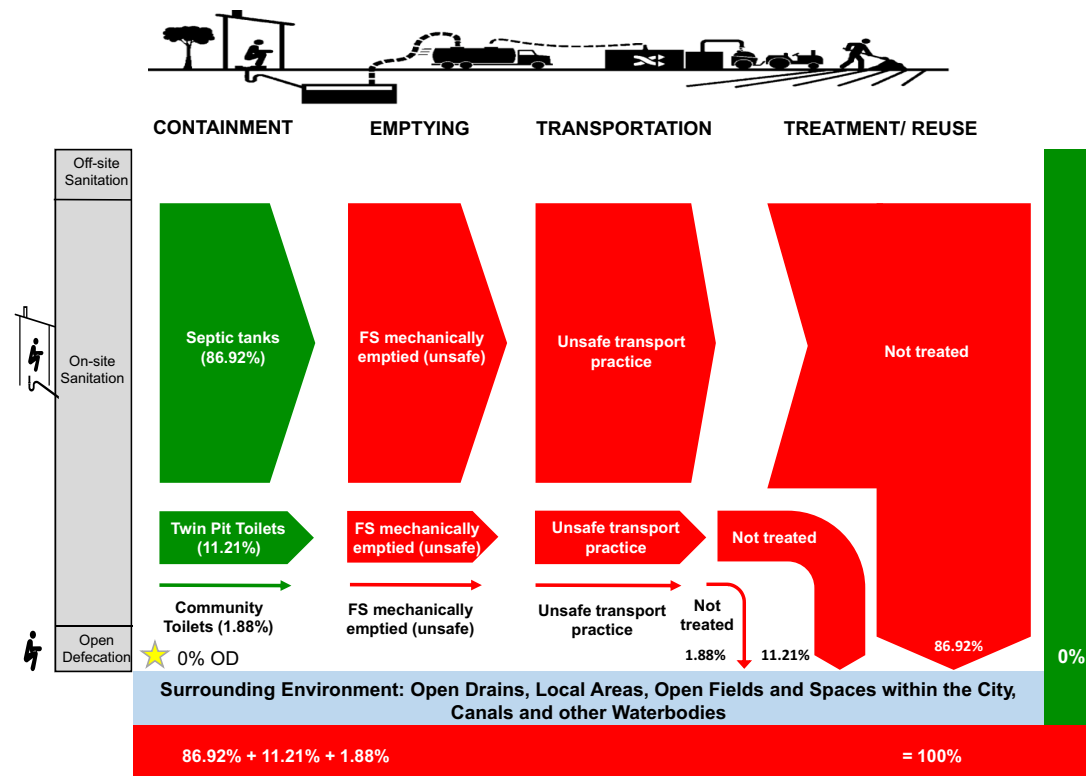 CONTAINMENT
EMPTYING
TRANSPORTATION
TREATMENT/ REUSE
Off-site
Sanitation
On-site
Sanitation
Open
Defecation
Septic tanks
(86.92%)
FS mechanically
emptied (unsafe)
Unsafe transport
practice
Not treated
Twin Pit Toilets
(11.21%)
FS mechanically
emptied (unsafe)
Unsafe transport
practice
Not treated
Community
Toilets (1.88%)
FS mechanically
emptied (unsafe)
Unsafe transport
practice
Not
treated
1.88%
11.21%
86.92%
0%
0% OD
Surrounding Environment: Open Drains, Local Areas, Open Fields and Spaces within the City,
Canals and other Waterbodies
86.92% + 11.21% + 1.88%
= 100%